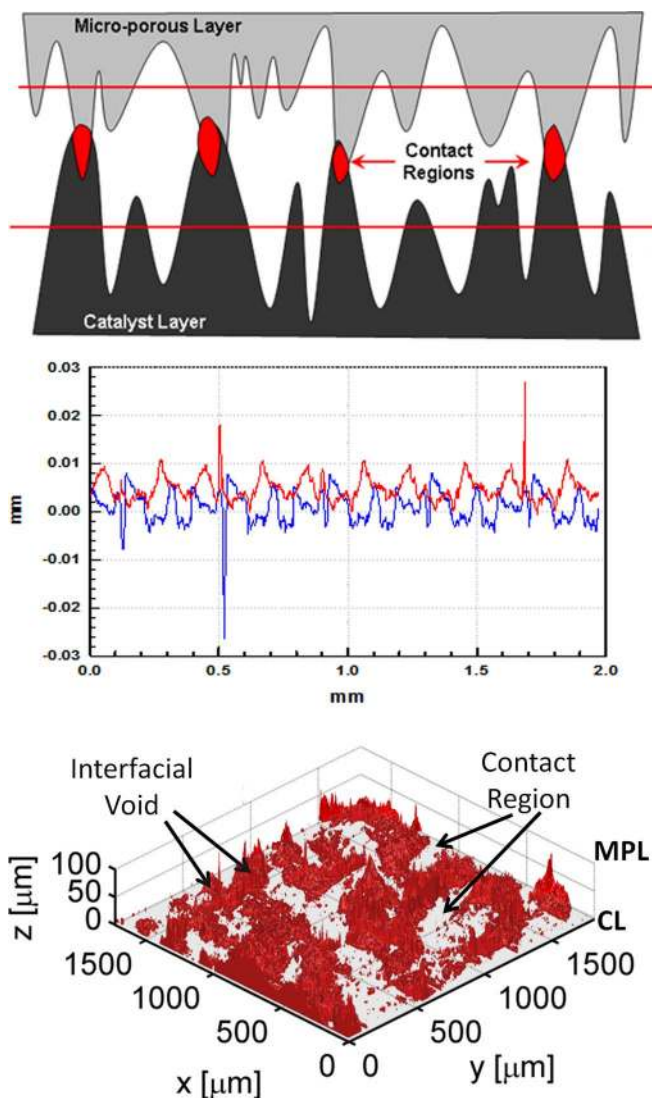 Micro-porous Layer
Contact
Regions
Catalyst Layer
0.03
0.02
0.01
0.00
-0.01
-0.02
-0.03
mm
0.0 0.5 1.0 1.5 2.0
mm
Interfacial
Void
Contact
Region
MPL
CL
z [μm]
100
50
0
1500
1000
500
0
x [μm]
0
500
1000
1500
y [μm]